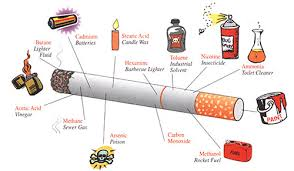 Butane
Lighter
Fluid
Cadmium
Batteries
Stearic Acid
Candle Wax
Hexamine
Barbecue Lighter
Toluene
Industrial
Solvent
Nicotine
Insecticide
Ammonia
Toilet Cleaner
Acetic Acid
Vinegar
Methane
Sewer Gas
Arsenic
Poison
Carbon
Monoxide
Methanol
Rocket Fuel
PAINT